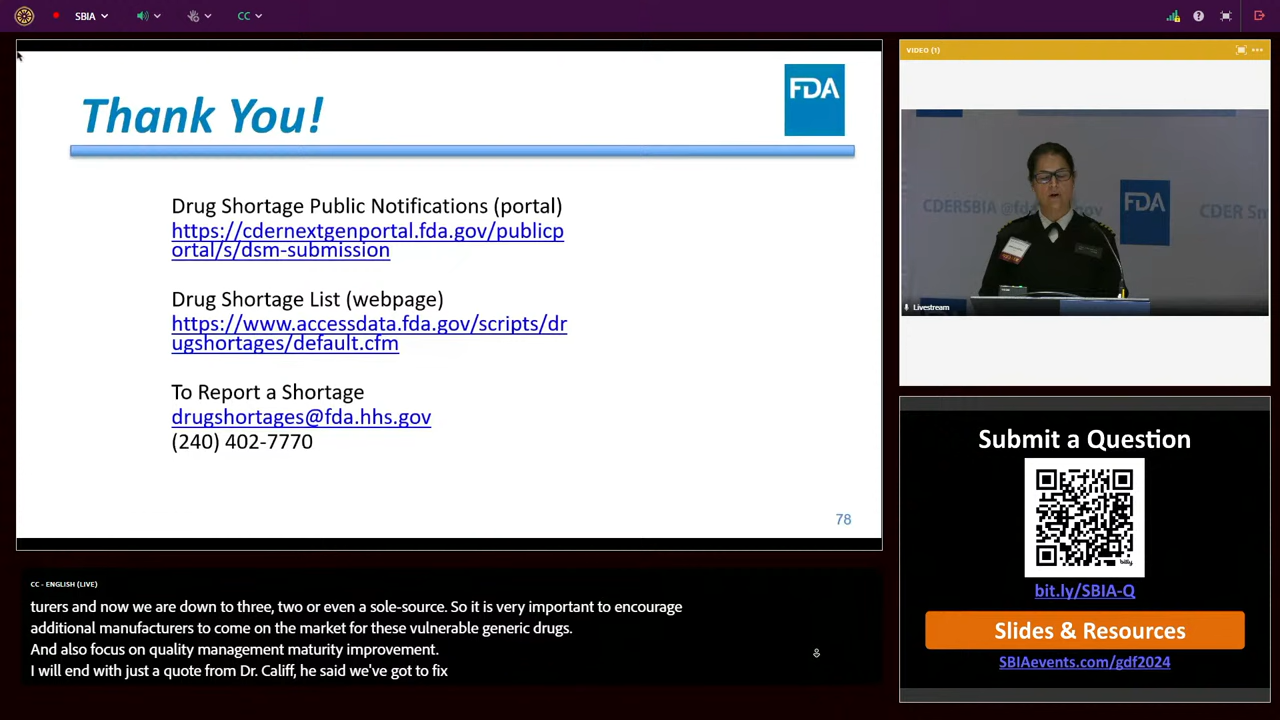 SBIA
CC
Thank You!
FDA
Drug Shortage Public Notifications (portal)
https://cdernextgenportal.fda.gov/publicp
ortal/s/dsm-submission
Drug Shortage List (webpage)
https://www.accessdata.fda.gov/scripts/dr
ugshortages/default.cfm
To Report a Shortage
drugshortages@fda.hhs.gov
(240) 402-7770
78
CC - ENGLISH (LIVE)
turers and now we are down to three, two or even a sole-source. So it is very important to encourage
additional manufacturers to come on the market for these vulnerable generic drugs.
And also focus on quality management maturity improvement.
I will end with just a quote from Dr. Califf, he said we've got to fix
VIDEO (1)
FDA
Livestream
Submit a Question
bitly
bit.ly/SBIA-Q
Slides & Resources
SBIAevents.com/gdf2024